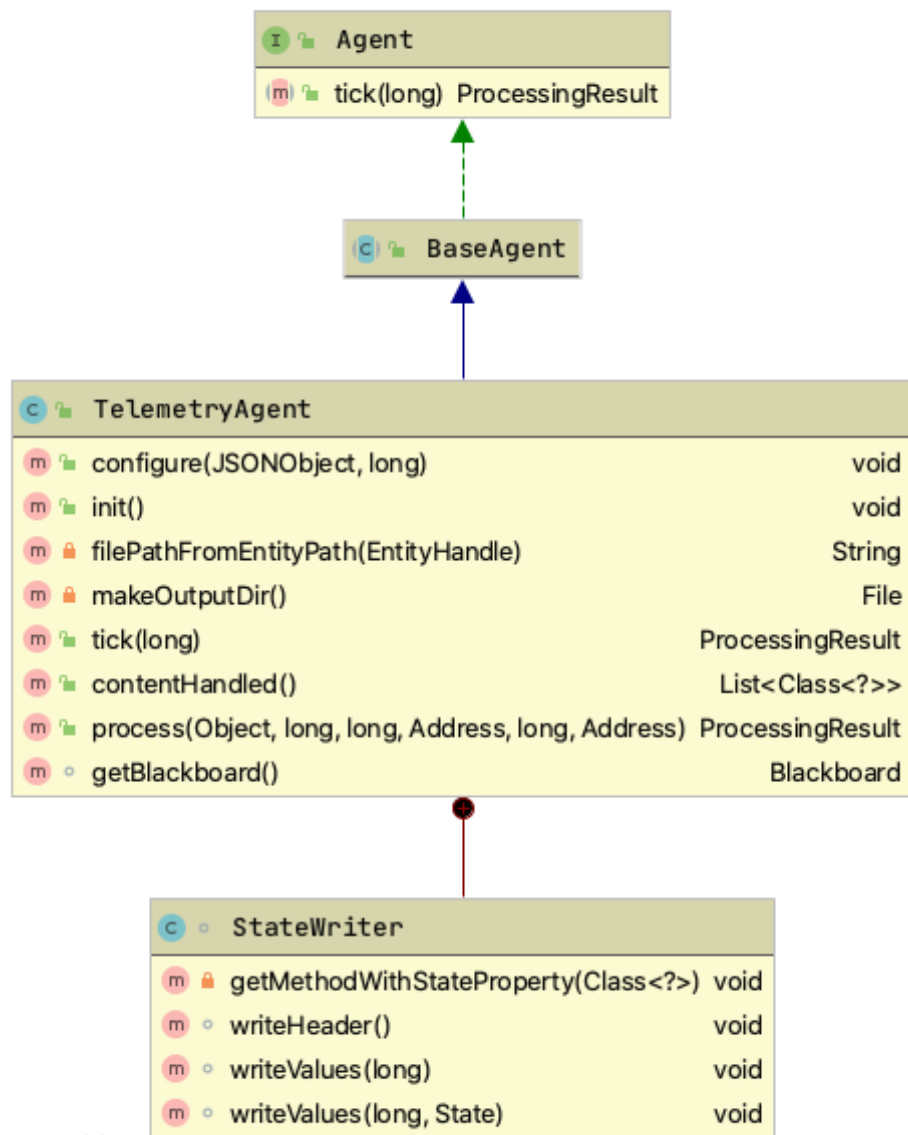 I Agent
m tick(long) ProcessingResult
C BaseAgent
C TelemetryAgent
m configure(JSONObject, long) void
m init() void
m filePathFromEntityPath(EntityHandle) String
m makeOutputDir() File
m tick(long) ProcessingResult
m contentHandled() List<Class<?>>
m process(Object, long, long, Address, long, Address) ProcessingResult
m getBlackboard() Blackboard
C StateWriter
m getMethodWithStateProperty(Class<?>) void
m writeHeader() void
m writeValues(long) void
m writeValues(long, State) void